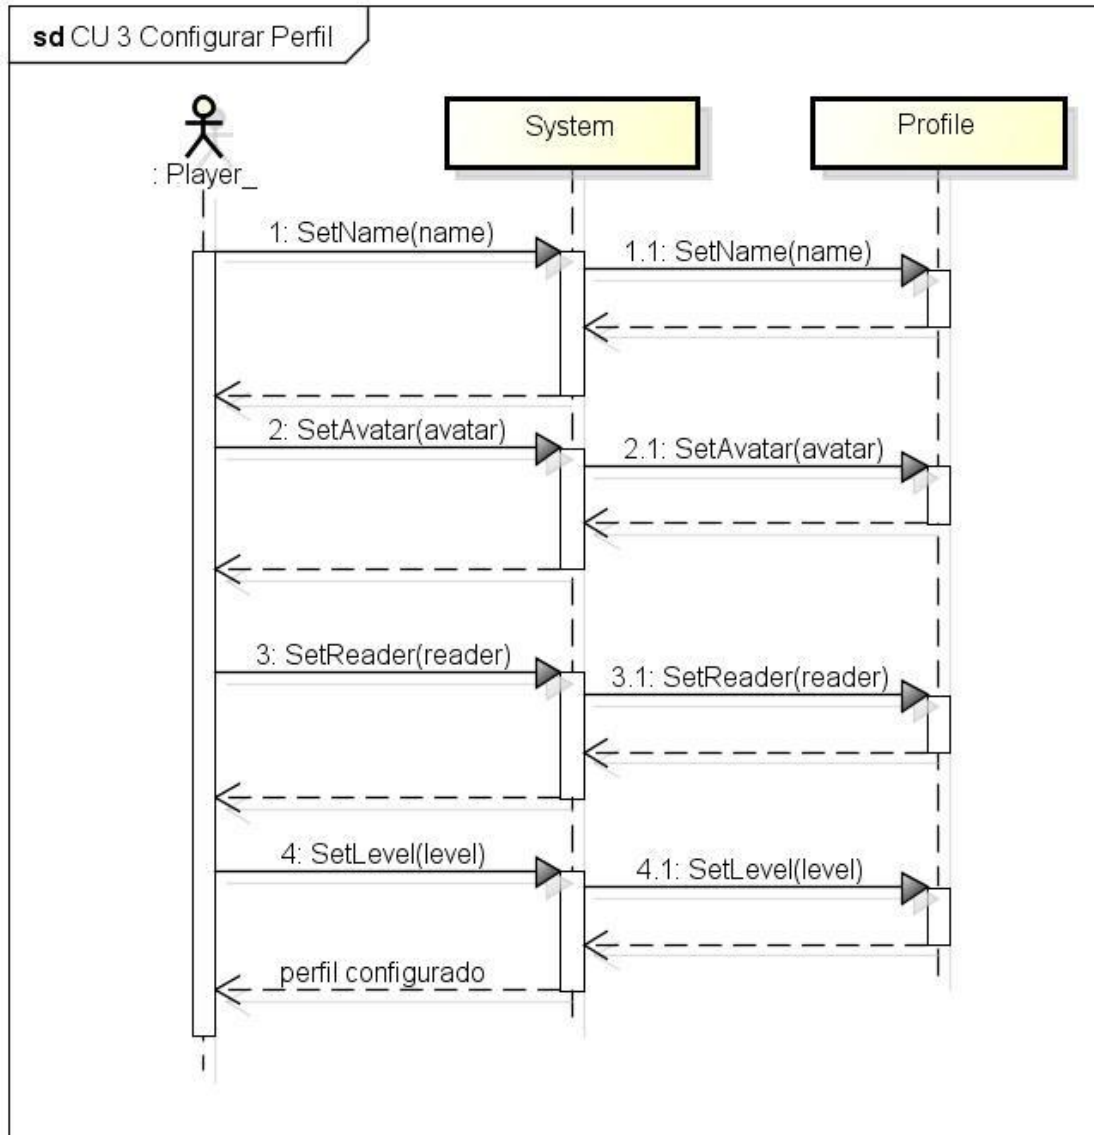 sd CU 3 Configurar Perfil
System
Profile
: Player_
1: SetName(name)
1.1: SetName(name)
2: SetAvatar(avatar)
2.1: SetAvatar(avatar)
3: SetReader(reader)
3.1: SetReader(reader)
4: SetLevel(level)
4.1: SetLevel(level)
perfil configurado